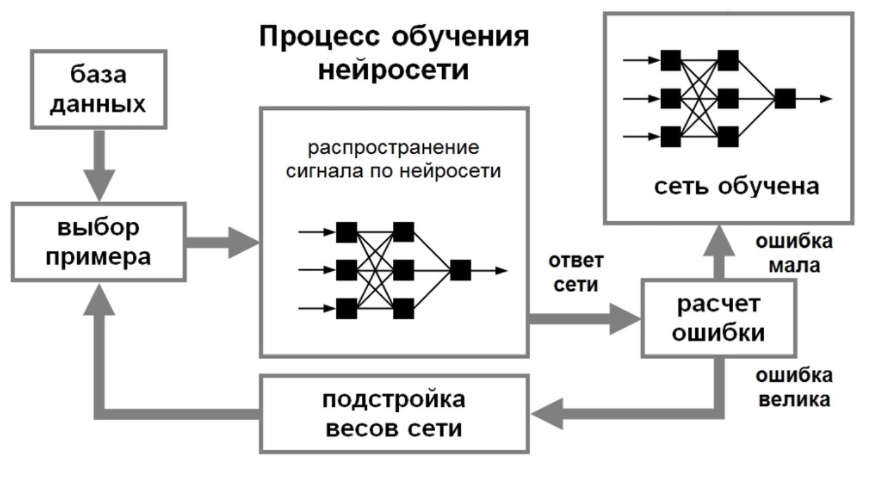 Процесс обучения
нейросети
база
данных
выбор
примера
распространение
сигнала по нейросети
ответ
сети
расчет
ошибки
ошибка
мала
сеть обучена
ошибка
велика
подстройка
весов сети